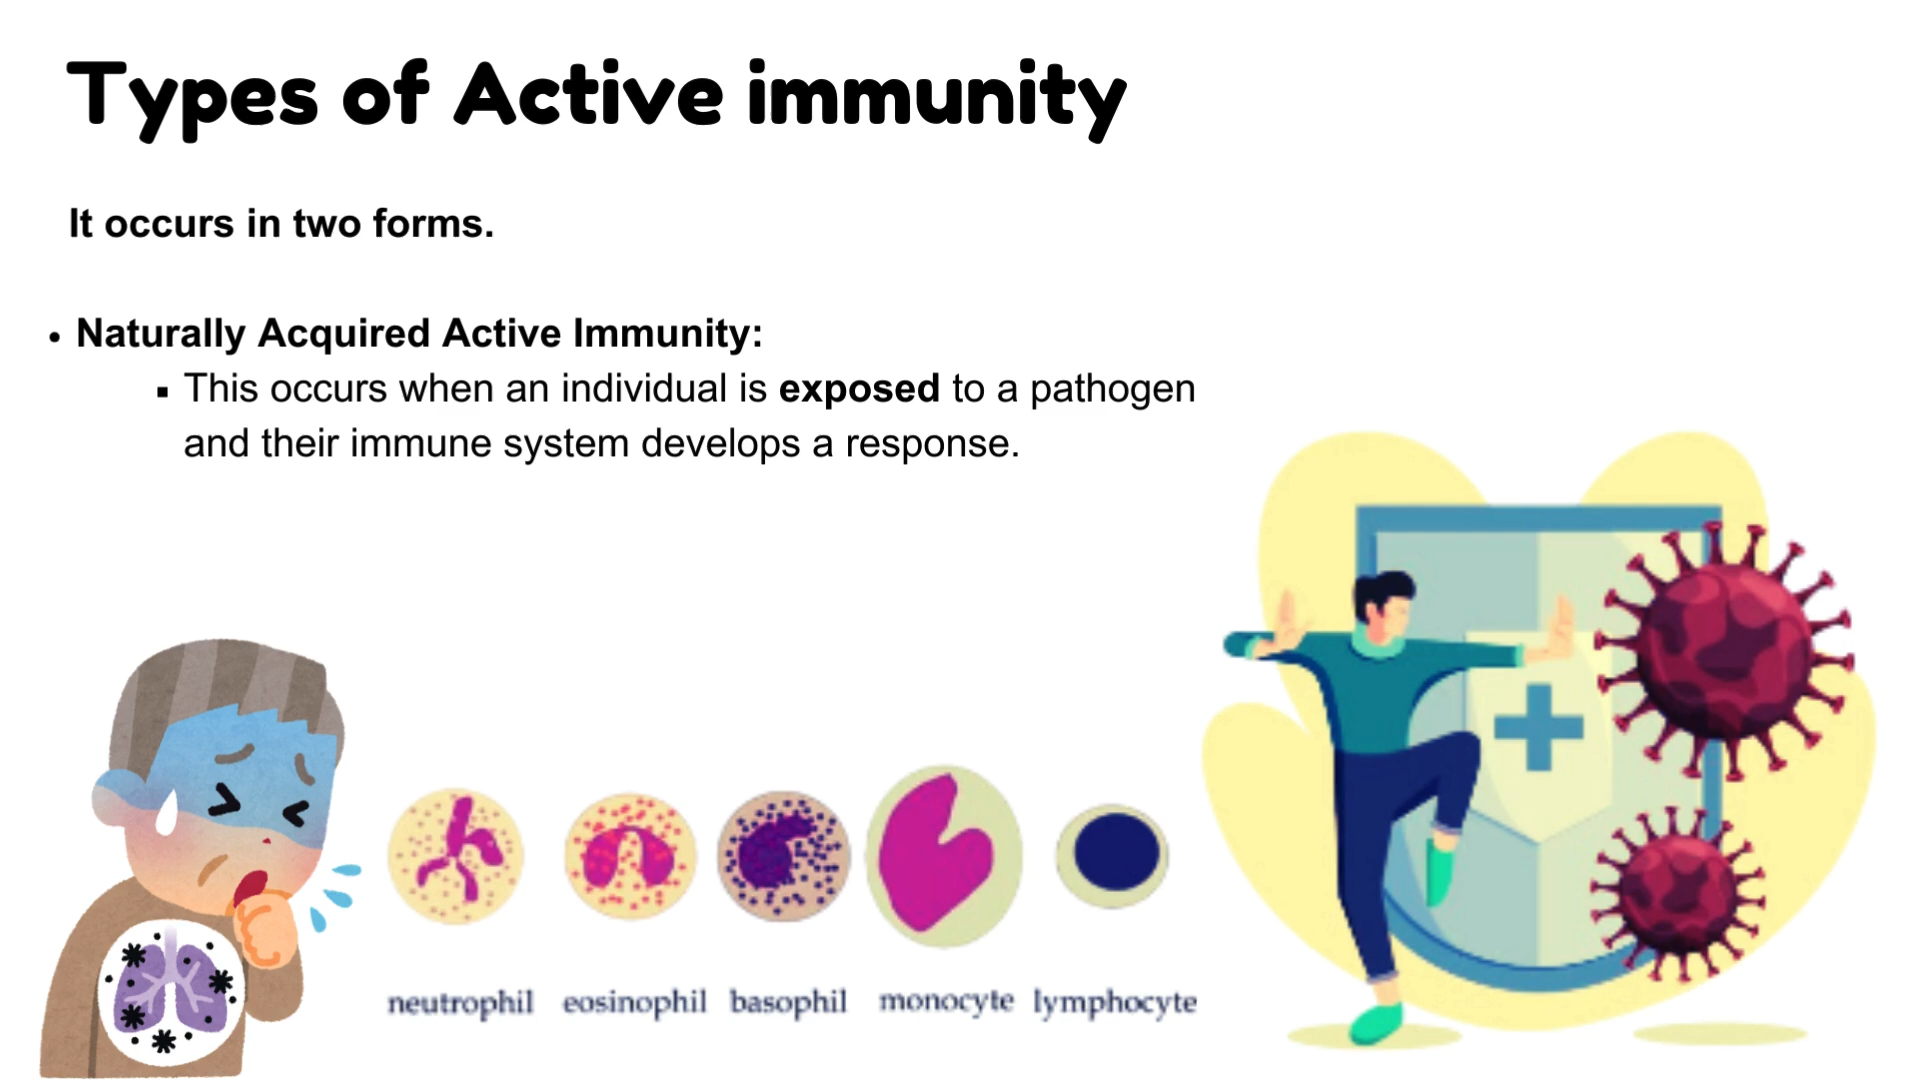 Types of Active immunity
It occurs in two forms.
• Naturally Acquired Active Immunity:
▪ This occurs when an individual is exposed to a pathogen
and their immune system develops a response.
neutrophil eosinophil basophil monocyte lymphocyte